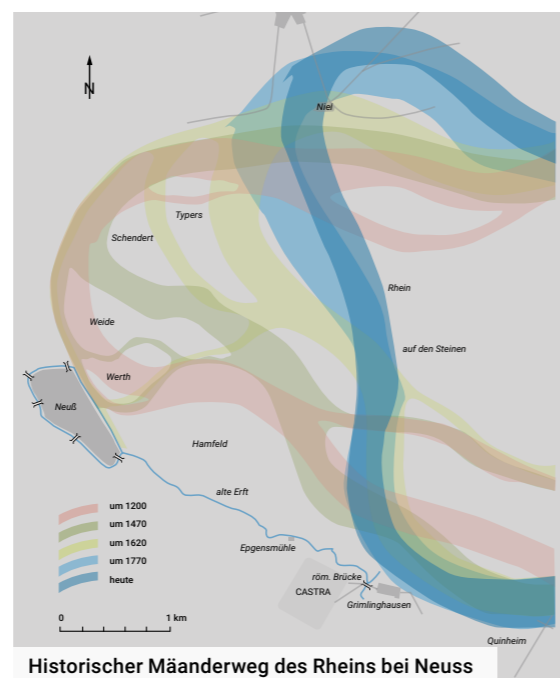 N
Niel
Typers
Schendert
Rhein
Weide
auf den Steinen
Werth
Neuß
Hamfeld
alte Erft
um 1200
um 1470
um 1620
um 1770
heute
Epgensmühle
röm. Brücke
CASTRA
Grimlinghausen
0 1 km
Quinheim
Historischer Mäanderweg des Rheins bei Neuss